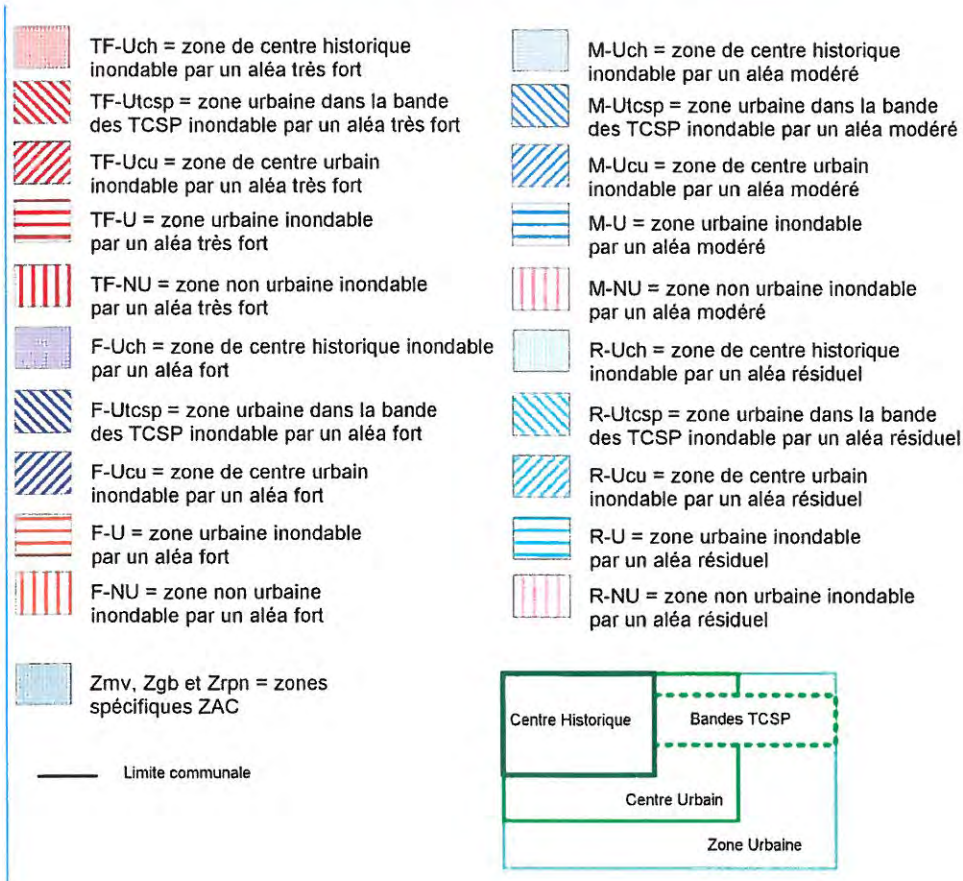 TF-Uch = zone de centre historique
inondable par un aléa très fort
TF-Utcsp = zone urbaine dans la bande
des TCSP inondable par un aléa très fort
TF-Ucu = zone de centre urbain
inondable par un aléa très fort
TF-U = zone urbaine inondable
par un aléa très fort
TF-NU = zone non urbaine inondable
par un aléa très fort
F-Uch = zone de centre historique inondable
par un aléa fort
F-Utcsp = zone urbaine dans la bande
des TCSP inondable par un aléa fort
F-Ucu = zone de centre urbain
inondable par un aléa fort
F-U = zone urbaine inondable
par un aléa fort
F-NU = zone non urbaine
inondable par un aléa fort
Zmv, Zgb et Zrpn = zones
spécifiques ZAC
Limite communale
M-Uch = zone de centre historique
inondable par un aléa modéré
M-Utcsp = zone urbaine dans la bande
des TCSP inondable par un aléa modéré
M-Ucu = zone de centre urbain
inondable par un aléa modéré
M-U = zone urbaine inondable
par un aléa modéré
M-NU = zone non urbaine inondable
par un aléa modéré
R-Uch = zone de centre historique
inondable par un aléa résiduel
R-Utcsp = zone urbaine dans la bande
des TCSP inondable par un aléa résiduel
R-Ucu = zone de centre urbain
inondable par un aléa résiduel
R-U = zone urbaine inondable
par un aléa résiduel
R-NU = zone non urbaine inondable
par un aléa résiduel
Centre Historique
Bandes TCSP
Centre Urbain
Zone Urbaine